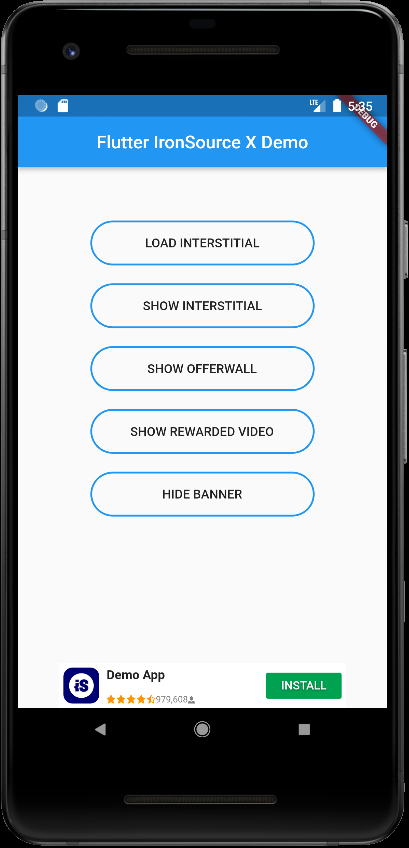 LTE 5:35
DEBUG
Flutter IronSource X Demo
LOAD INTERSTITIAL
SHOW INTERSTITIAL
SHOW OFFERWALL
SHOW REWARDED VIDEO
HIDE BANNER
iS
Demo App
979,608
INSTALL